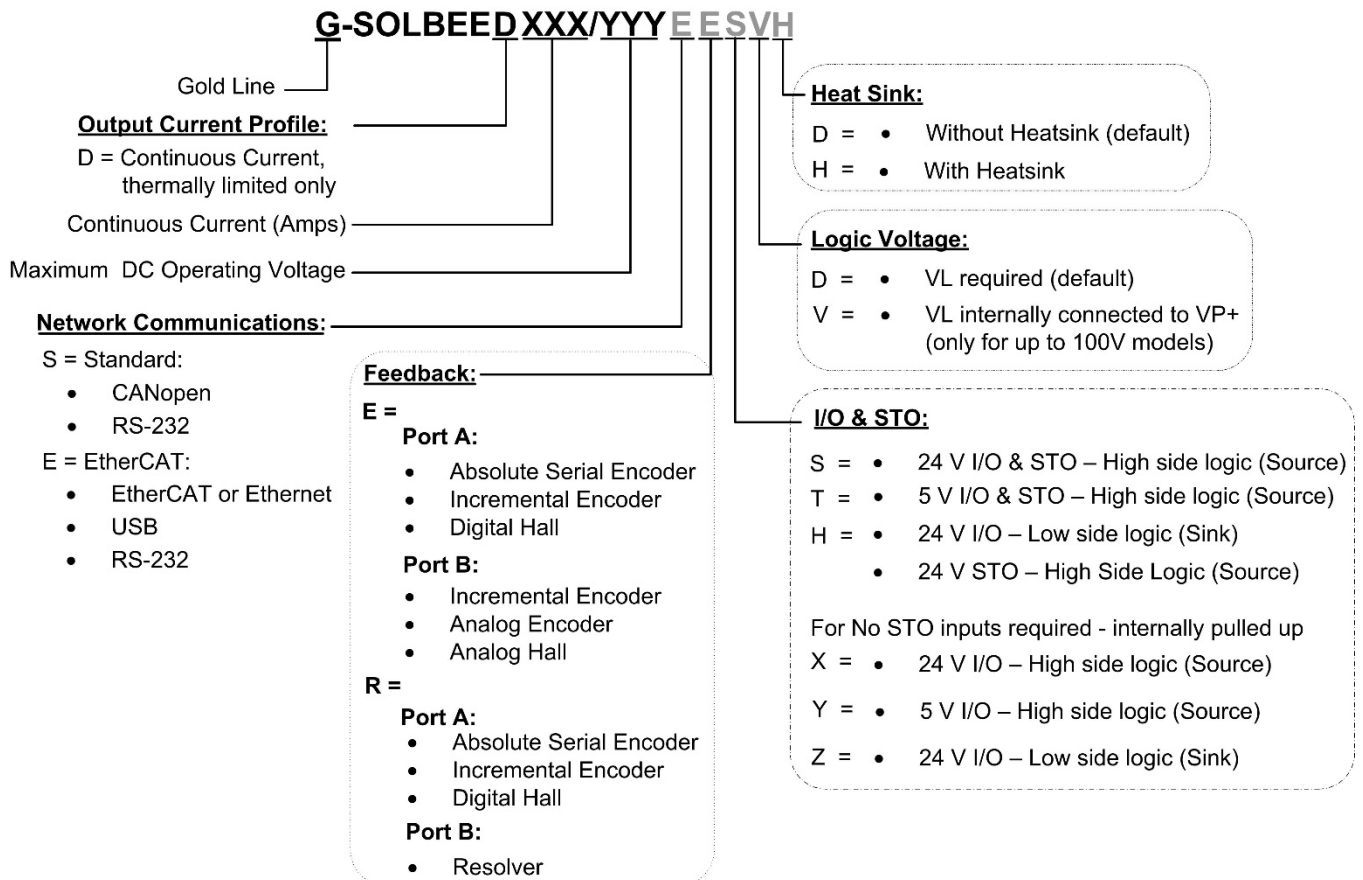 G-SOLBEEDXXX/YYYEESVH
Gold Line
Output Current Profile:
D = Continuous Current,
thermally limited only
Continuous Current (Amps)
Maximum DC Operating Voltage
Network Communications:
S = Standard:
• CANopen
• RS-232
E = EtherCAT:
• EtherCAT or Ethernet
• USB
• RS-232
Feedback:
E =
Port A:
• Absolute Serial Encoder
• Incremental Encoder
• Digital Hall
Port B:
• Incremental Encoder
• Analog Encoder
• Analog Hall
R =
Port A:
• Absolute Serial Encoder
• Incremental Encoder
• Digital Hall
Port B:
• Resolver
Heat Sink:
D = • Without Heatsink (default)
H = • With Heatsink
Logic Voltage:
D = • VL required (default)
V = • VL internally connected to VP+
(only for up to 100V models)
I/O & STO:
S = • 24 V I/O & STO – High side logic (Source)
T = • 5 V I/O & STO – High side logic (Source)
H = • 24 V I/O – Low side logic (Sink)
• 24 V STO – High Side Logic (Source)
For No STO inputs required - internally pulled up
X = • 24 V I/O – High side logic (Source)
Y = • 5 V I/O – High side logic (Source)
Z = • 24 V I/O – Low side logic (Sink)